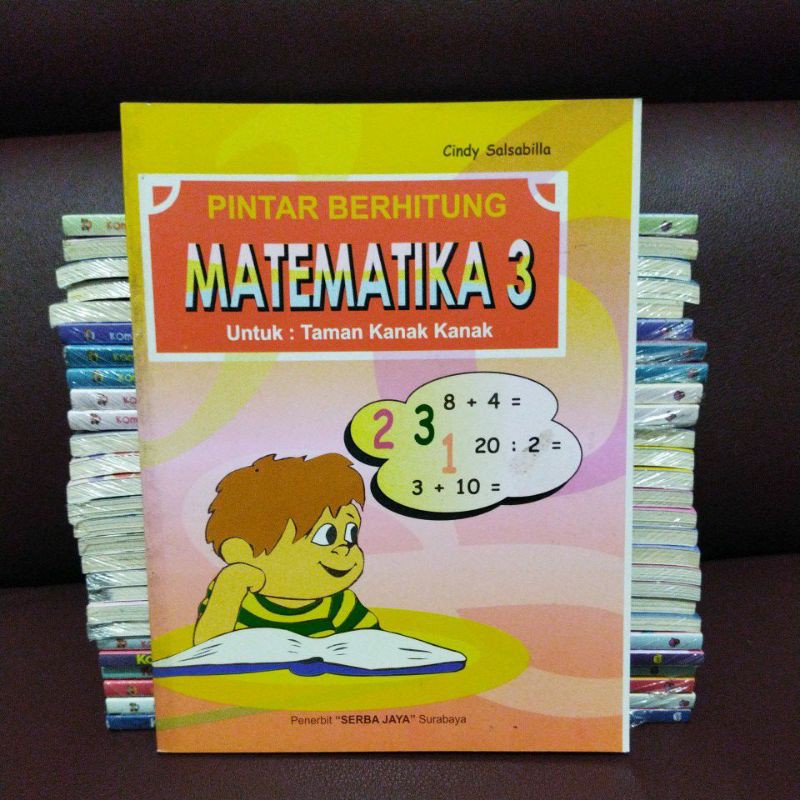 Cindy Salsabilla
PINTAR BERHITUNG
MATEMATIKA 3
Untuk : Taman Kanak Kanak
8 + 4 =
2 3
1
20 : 2 =
3 + 10 =
Penerbit "SERBA JAYA" Surabaya